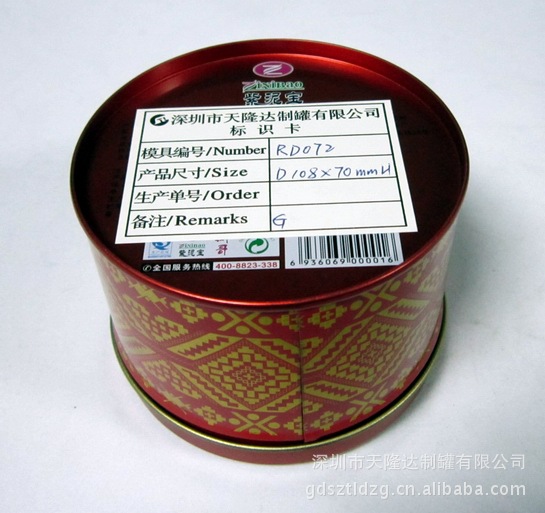 Z
Zixibao
紫泥宝
深圳市天隆达制罐有限公司
标识卡
模具编号/Number RD072
产品尺寸/Size D108×70mmH
生产单号/Order
备注/Remarks G
Zixibao
紫泥宝
全国服务热线 400-8823-338
6 936069 000016
深圳市天隆达制罐有限公司
gdsztldzg.cn.alibaba.com